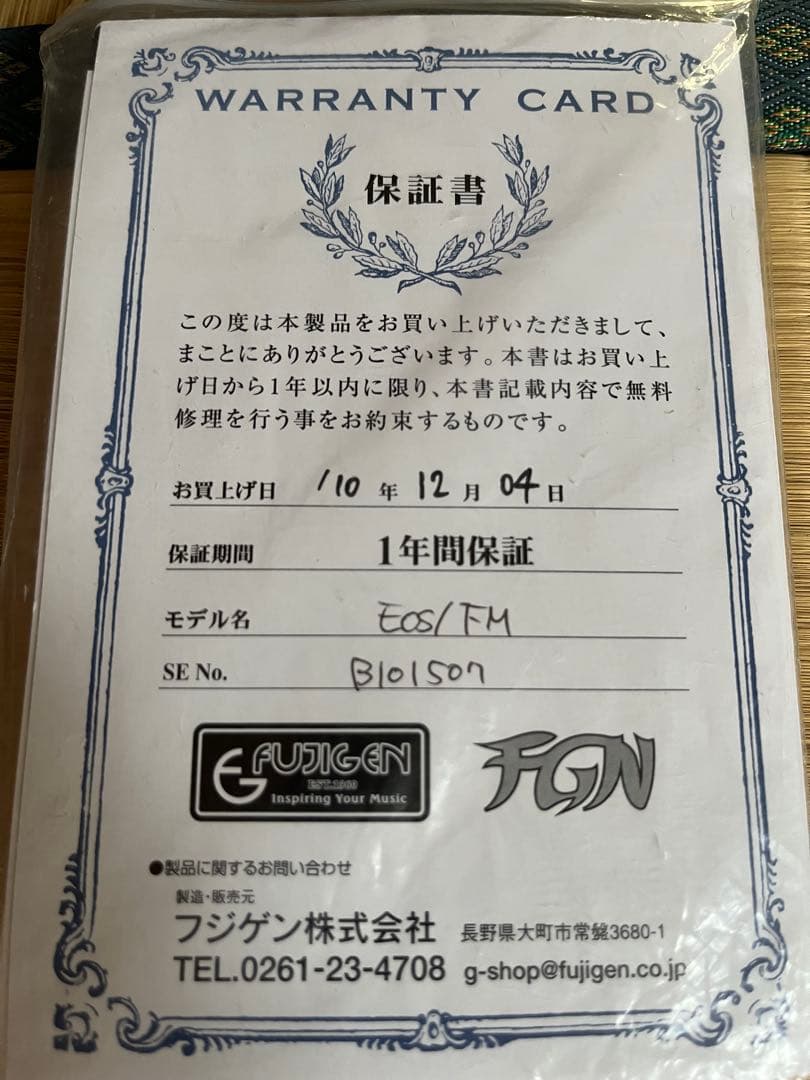 WARRANTY CARD
保証書
この度は本製品をお買い上げいただきまして、
まことにありがとうございます。本書はお買い上
げ日から1年以内に限り、本書記載内容で無料
修理を行う事をお約束するものです。
お買上げ日 '10 年 12 月 04 日
保証期間 1年間保証
モデル名 EOS/FM
SE No. B101507
FUJIGEN
EST.1960
Inspiring Your Music
FGN
●製品に関するお問い合わせ
製造・販売元
フジゲン株式会社 長野県大町市常盤3680-1
TEL.0261-23-4708 g-shop@fujigen.co.jp